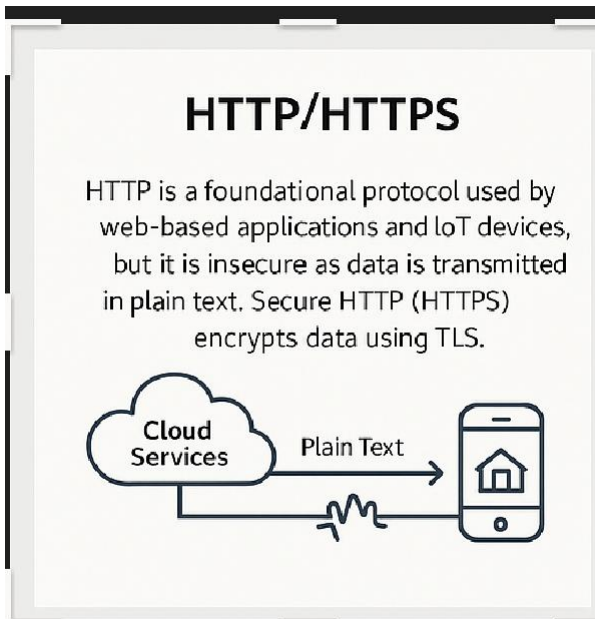 HTTP/HTTPS
HTTP is a foundational protocol used by
web-based applications and loT devices,
but it is insecure as data is transmitted
in plain text. Secure HTTP (HTTPS)
encrypts data using TLS.
Cloud
Services
Plain Text